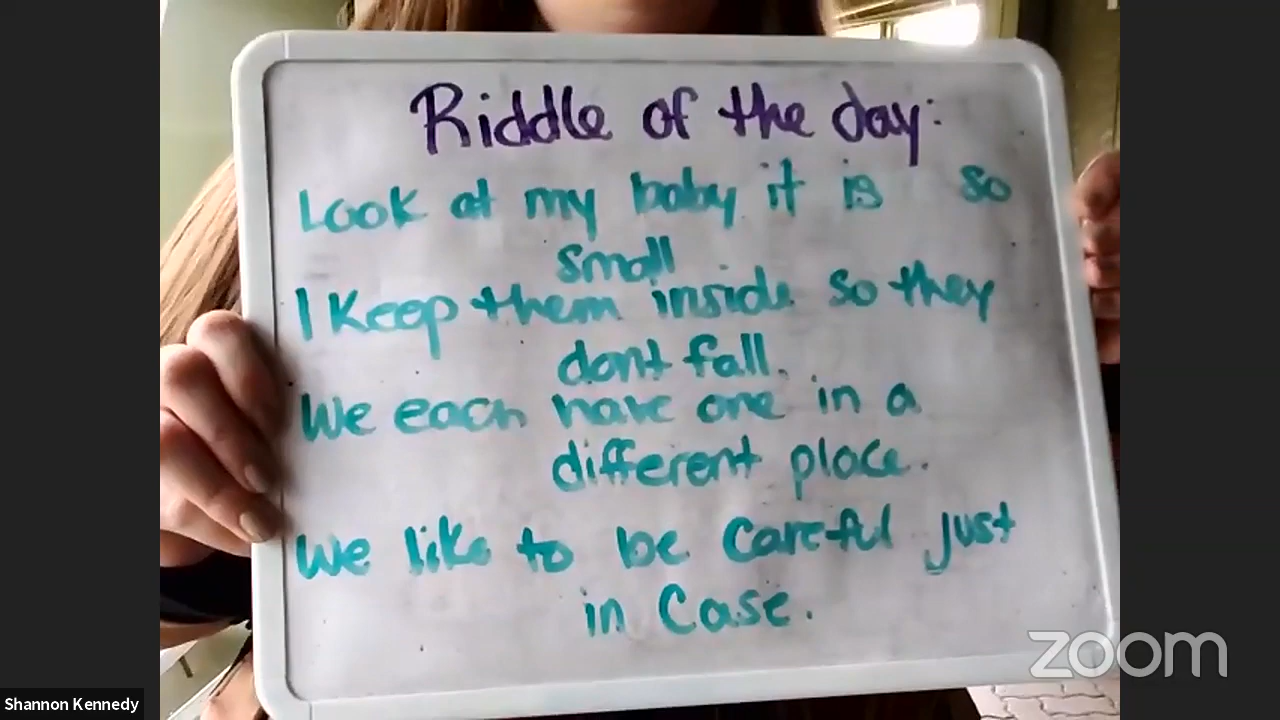 Riddle of the day:
Look at my baby it is so
small
I Keep them inside so they
dont fall.
We each have one in a
different place.
We like to be careful just
in Case.
zoom
Shannon Kennedy